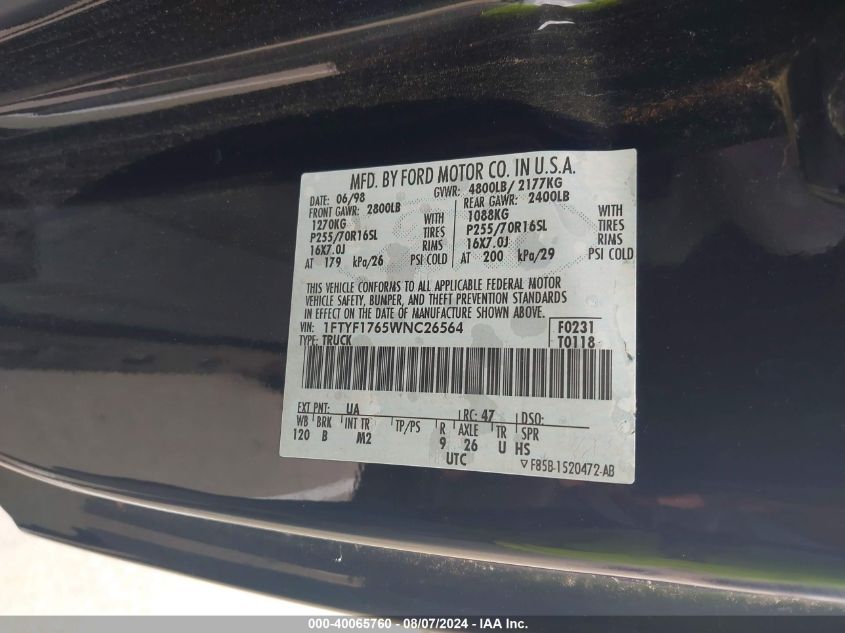 MFD. BY FORD MOTOR CO. IN U.S.A.
DATE: 06/98 GVWR: 4800LB/ 2177KG
FRONT GAWR: 2800LB REAR GAWR: 2400LB
1270KG WITH 1088KG WITH
P255/70R16SL TIRES P255/70R16SL TIRES
16X7.0J RIMS 16X7.0J RIMS
AT 179 kPa/26 PSI COLD AT 200 kPa/29 PSI COLD
THIS VEHICLE CONFORMS TO ALL APPLICABLE FEDERAL MOTOR
VEHICLE SAFETY, BUMPER, AND THEFT PREVENTION STANDARDS
IN EFFECT ON THE DATE OF MANUFACTURE SHOWN ABOVE.
VIN: 1FTYF1765WNC26564 F0231
TYPE: TRUCK T0118
EXT PNT: UA RC: 47 DSO:
WB BRK INT TR TP/PS R AXLE TR SPR
120 B M2 9 26 U HS
UTC F85B-1520472-AB
000-40065760 - 08/07/2024 - IAA Inc.